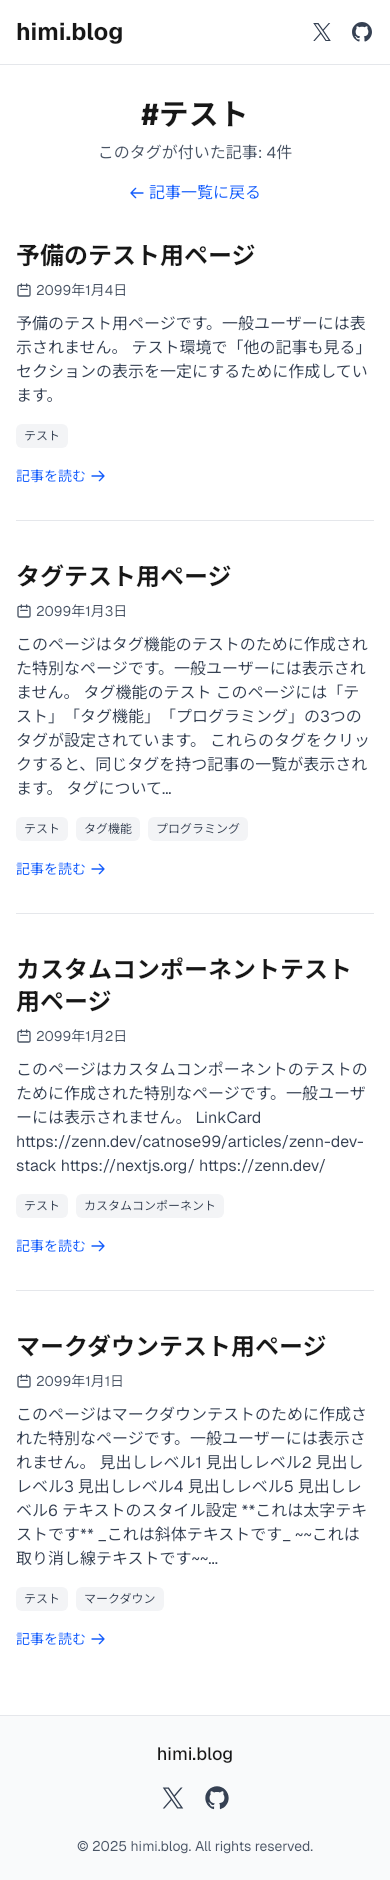 himi.blog
#テスト
このタグが付いた記事: 4件
← 記事一覧に戻る
予備のテスト用ページ
2099年1月4日
予備のテスト用ページです。一般ユーザーには表
示されません。 テスト環境で「他の記事も見る」
セクションの表示を一定にするために作成してい
ます。
テスト
記事を読む →
タグテスト用ページ
2099年1月3日
このページはタグ機能のテストのために作成され
た特別なページです。一般ユーザーには表示され
ません。 タグ機能のテスト このページには「テ
スト」「タグ機能」「プログラミング」の3つの
タグが設定されています。 これらのタグをクリッ
クすると、同じタグを持つ記事の一覧が表示され
ます。 タグについて...
テスト タグ機能 プログラミング
記事を読む →
カスタムコンポーネントテスト
用ページ
2099年1月2日
このページはカスタムコンポーネントのテストの
ために作成された特別なページです。一般ユーザ
ーには表示されません。 LinkCard
https://zenn.dev/catnose99/articles/zenn-dev-
stack https://nextjs.org/ https://zenn.dev/
テスト カスタムコンポーネント
記事を読む →
マークダウンテスト用ページ
2099年1月1日
このページはマークダウンテストのために作成さ
れた特別なページです。一般ユーザーには表示さ
れません。 見出しレベル1 見出しレベル2 見出し
レベル3 見出しレベル4 見出しレベル5 見出しレ
ベル6 テキストのスタイル設定 **これは太字テキ
ストです** _これは斜体テキストです_ ~~これは
取り消し線テキストです~~...
テスト マークダウン
記事を読む →
himi.blog
© 2025 himi.blog. All rights reserved.